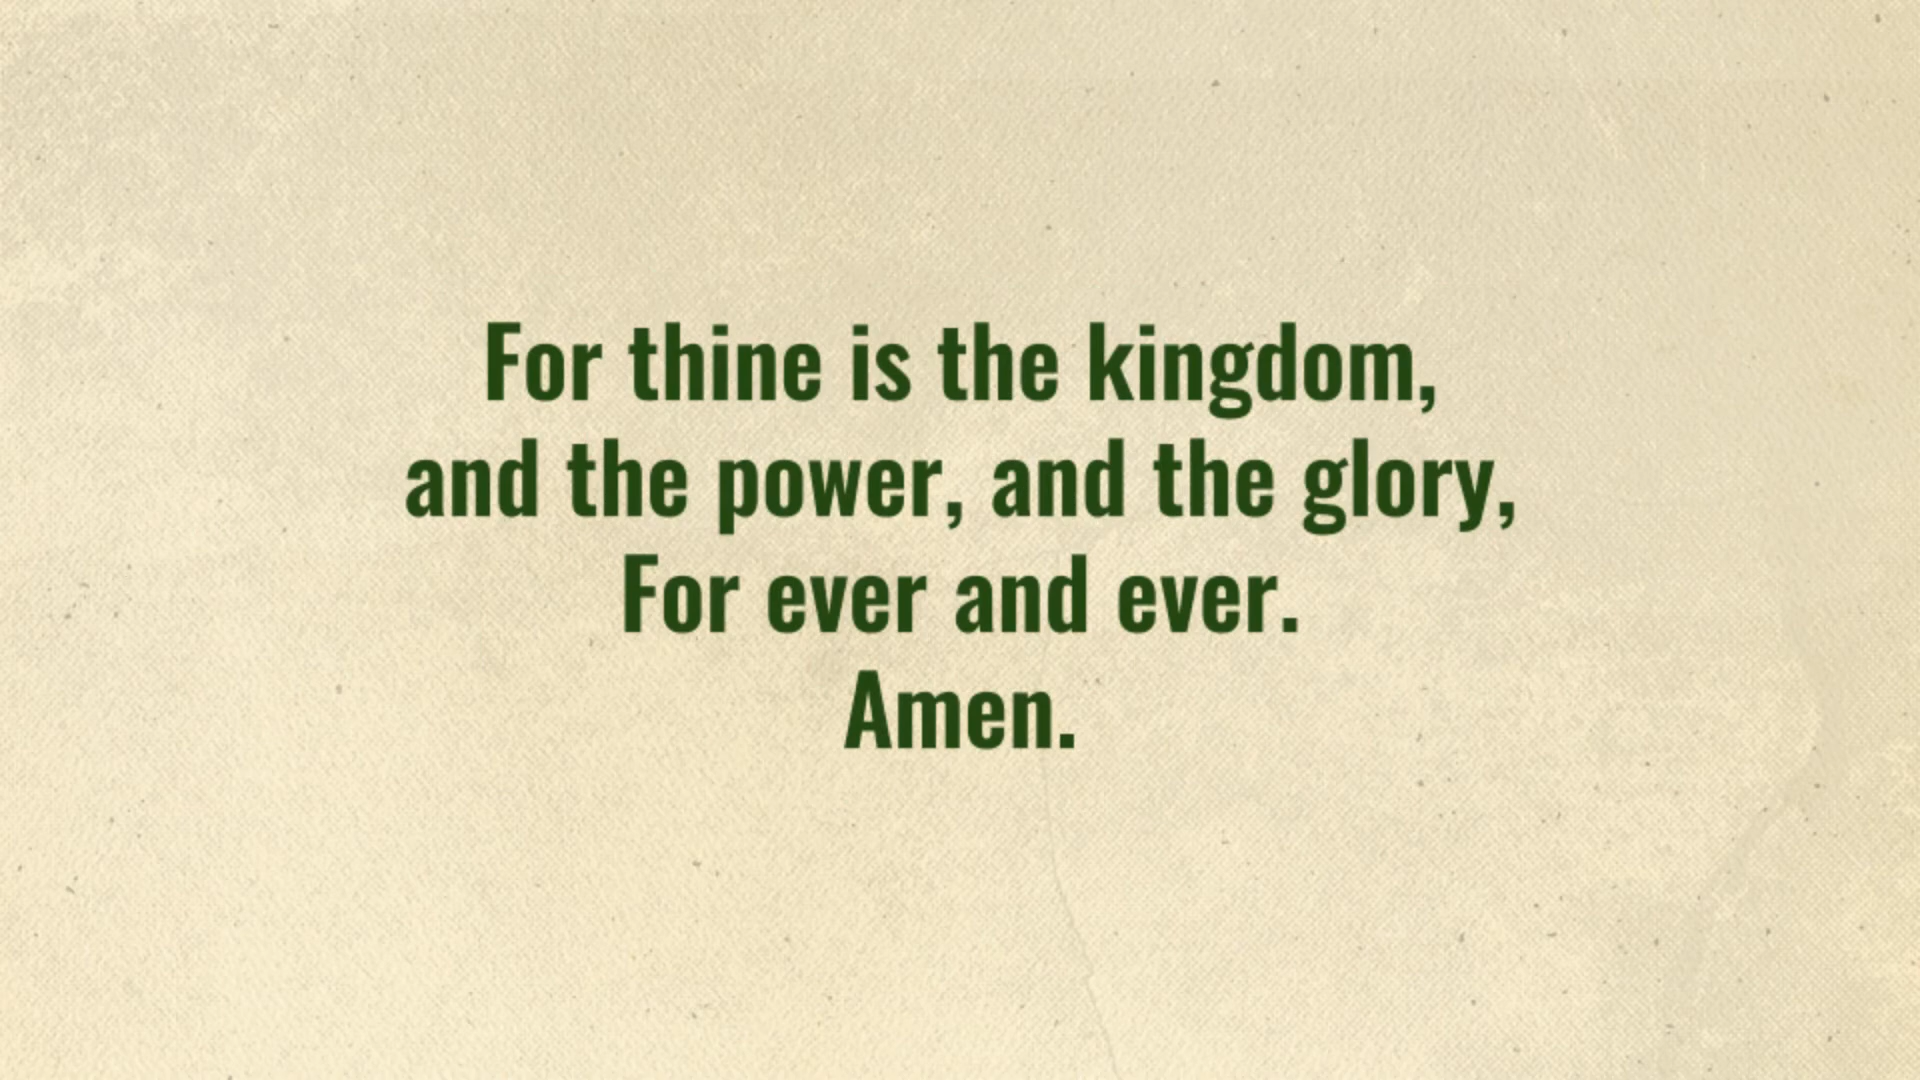 For thine is the kingdom,
and the power, and the glory,
For ever and ever.
Amen.